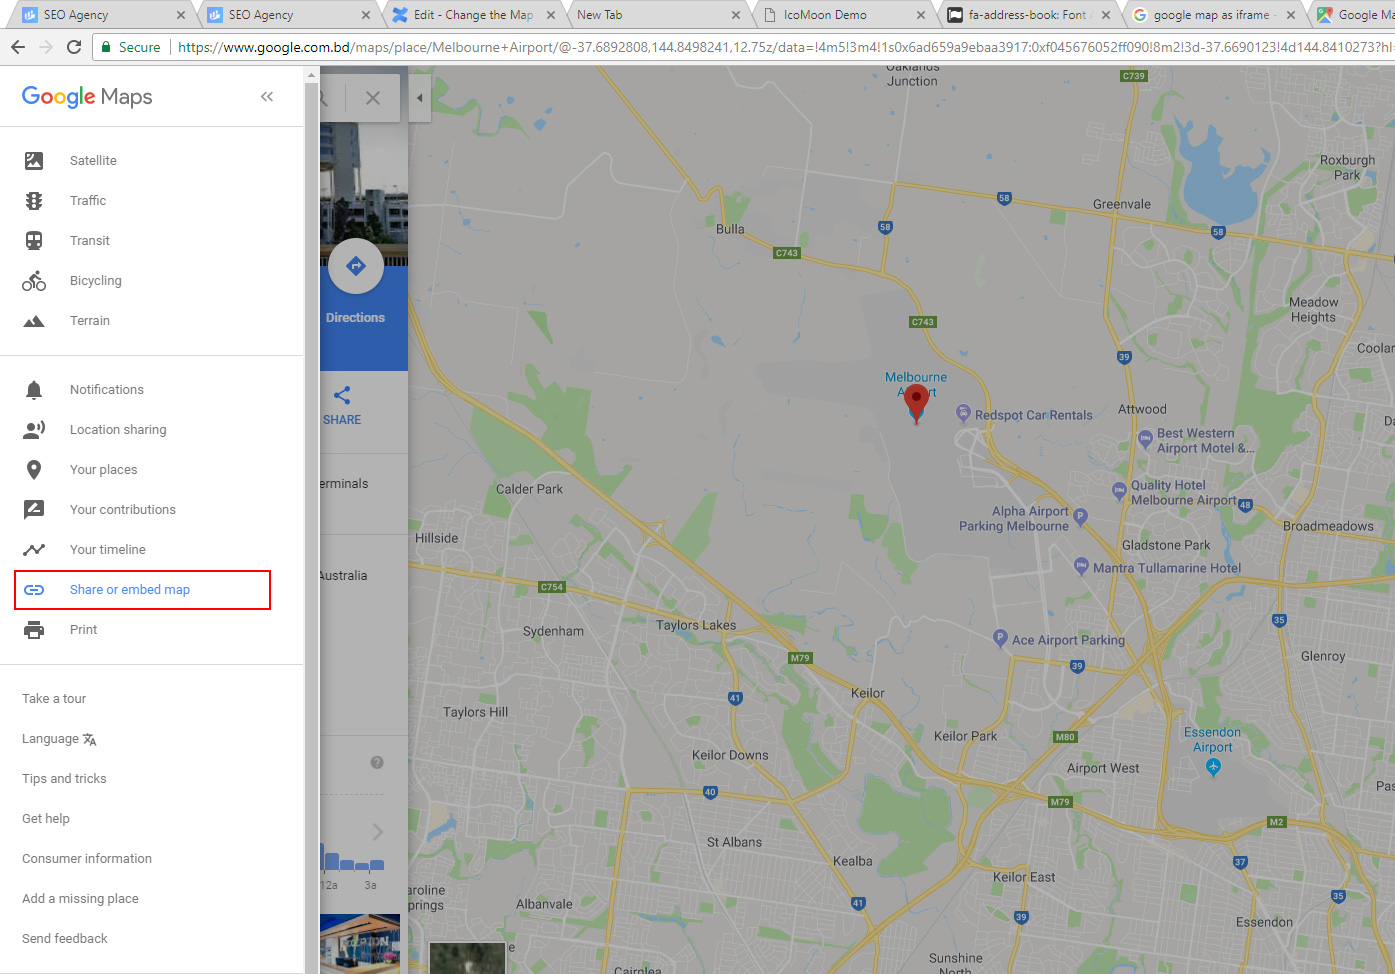 SEO Agency
SEO Agency
Edit - Change the Map
New Tab
IcoMoon Demo
fa-address-book: Font
google map as iframe -
Google Ma
Secure
https://www.google.com.bd/maps/place/Melbourne+Airport/@-37.6892808,144.8498241,12.75z/data=!4m5!3m4!1s0x6ad659a9ebaa3917:0xf045676052ff090!8m2!3d-37.6690123!4d144.8410273?hl=
Google Maps
Satellite
Traffic
Transit
Bicycling
Terrain
Notifications
Location sharing
Your places
Your contributions
Your timeline
Share or embed map
Print
Take a tour
Language
Tips and tricks
Get help
Consumer information
Add a missing place
Send feedback
Directions
SHARE
erminals
Australia
12a
3a
Oaklands
Junction
C739
Roxburgh
Park
58
Greenvale
58
58
Bulla
C743
Meadow
Heights
C743
39
Coolar
Melbourne
Airport
Redspot Car Rentals
Attwood
Best Western
Airport Motel &...
Calder Park
Quality Hotel
Melbourne Airport
48
Alpha Airport
Parking Melbourne
P
Broadmeadows
Hillside
Gladstone Park
Mantra Tullamarine Hotel
C754
35
Sydenham
Taylors Lakes
P
Ace Airport Parking
M79
39
Glenroy
Keilor
41
Taylors Hill
Keilor Park
M80
Essendon
Airport
Keilor Downs
Airport West
40
M79
M2
Pas
St Albans
Kealba
37
Keilor East
35
aroline
prings
Albanvale
41
39
Essendon
e
Sunshine
North
Cairnlea